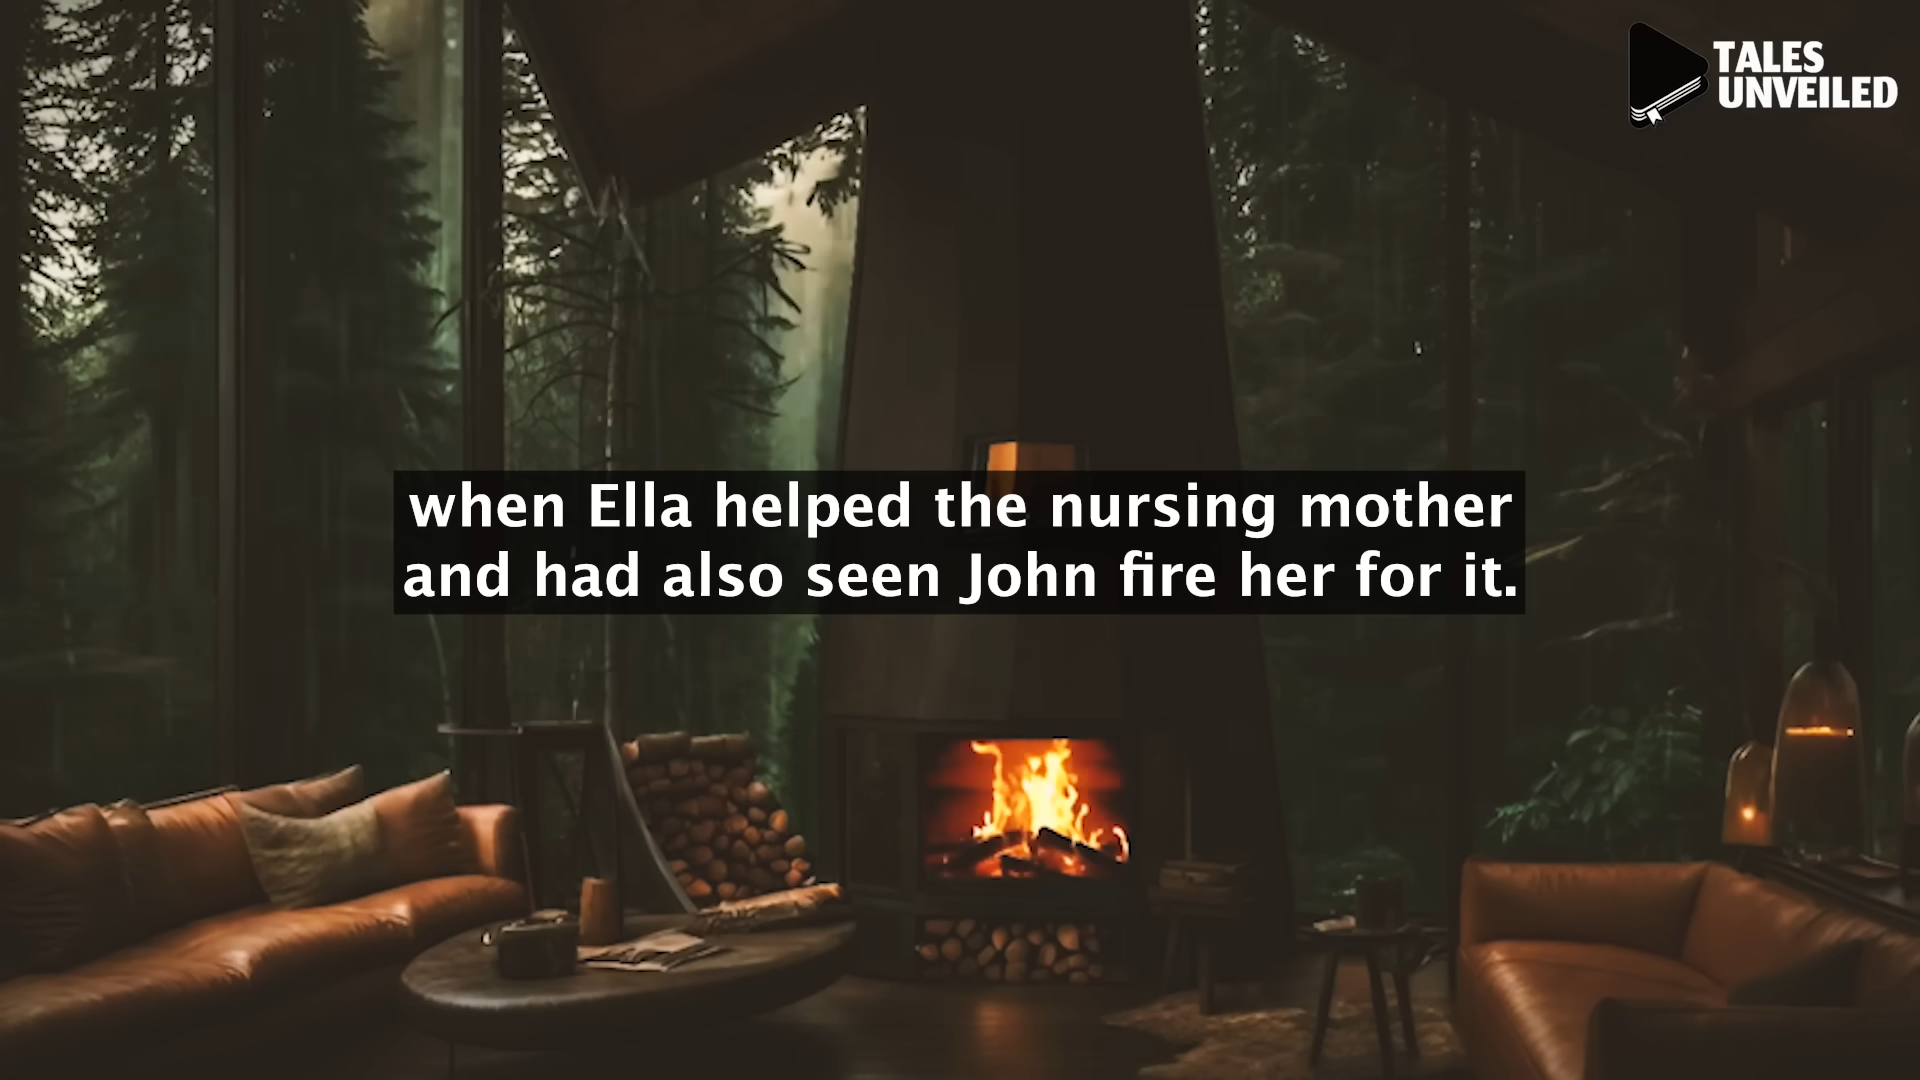 TALES
UNVEILED
when Ella helped the nursing mother
and had also seen John fire her for it.